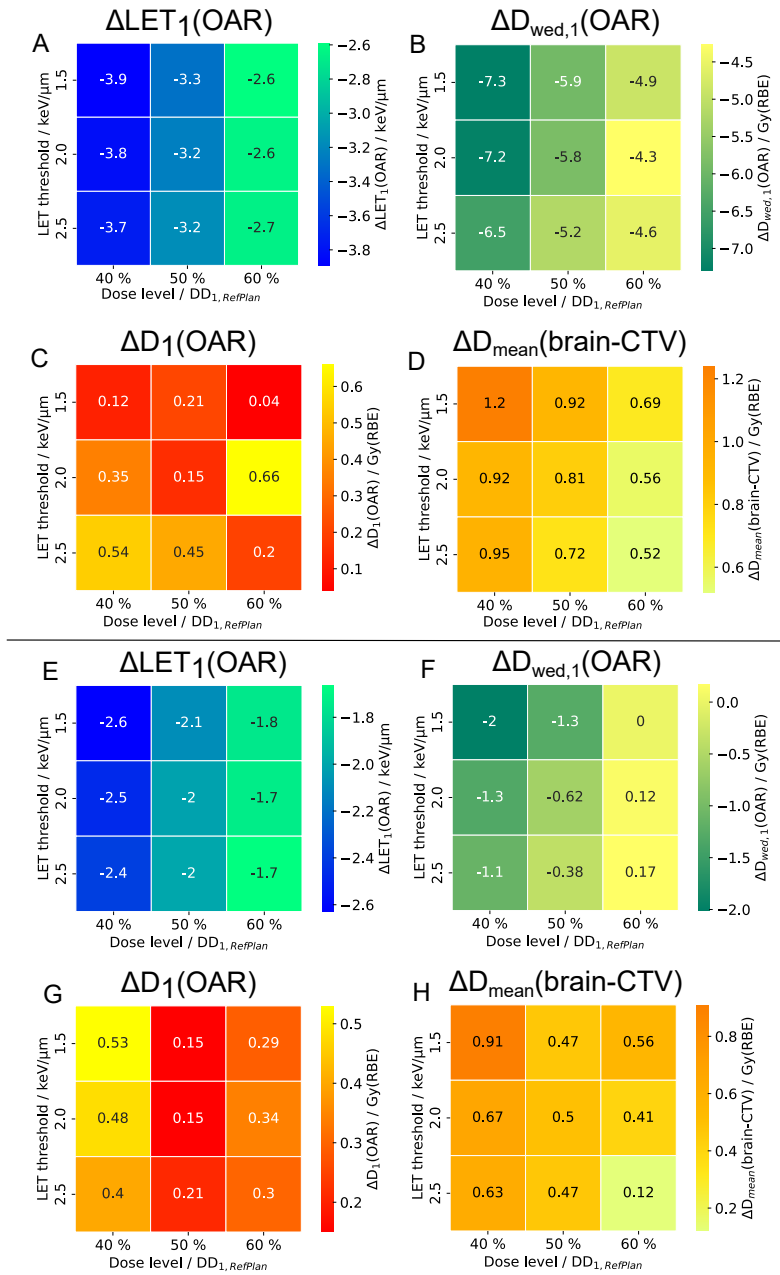 A ΔLET₁(OAR)
LET threshold / keV/μm
1.5
2.0
2.5
-3.9 -3.3 -2.6
-3.8 -3.2 -2.6
-3.7 -3.2 -2.7
40 % 50 % 60 %
Dose level / DD₁,RefPlan
−2.6
−2.8
−3.0
−3.2
−3.4
−3.6
−3.8
ΔLET₁(OAR) / keV/μm
B ΔD_wed,1(OAR)
LET threshold / keV/μm
1.5
2.0
2.5
-7.3 -5.9 -4.9
-7.2 -5.8 -4.3
-6.5 -5.2 -4.6
40 % 50 % 60 %
Dose level / DD₁,RefPlan
−4.5
−5.0
−5.5
−6.0
−6.5
−7.0
ΔD_wed,1(OAR) / Gy(RBE)
C ΔD₁(OAR)
LET threshold / keV/μm
1.5
2.0
2.5
0.12 0.21 0.04
0.35 0.15 0.66
0.54 0.45 0.2
40 % 50 % 60 %
Dose level / DD₁,RefPlan
0.6
0.5
0.4
0.3
0.2
0.1
ΔD₁(OAR) / Gy(RBE)
D ΔD_mean(brain-CTV)
LET threshold / keV/μm
1.5
2.0
2.5
1.2 0.92 0.69
0.92 0.81 0.56
0.95 0.72 0.52
40 % 50 % 60 %
Dose level / DD₁,RefPlan
1.2
1.0
0.8
0.6
ΔD_mean(brain-CTV) / Gy(RBE)
E ΔLET₁(OAR)
LET threshold / keV/μm
1.5
2.0
2.5
-2.6 -2.1 -1.8
-2.5 -2 -1.7
-2.4 -2 -1.7
40 % 50 % 60 %
Dose level / DD₁,RefPlan
−1.8
−2.0
−2.2
−2.4
−2.6
ΔLET₁(OAR) / keV/μm
F ΔD_wed,1(OAR)
LET threshold / keV/μm
1.5
2.0
2.5
-2 -1.3 0
-1.3 -0.62 0.12
-1.1 -0.38 0.17
40 % 50 % 60 %
Dose level / DD₁,RefPlan
0.0
−0.5
−1.0
−1.5
−2.0
ΔD_wed,1(OAR) / Gy(RBE)
G ΔD₁(OAR)
LET threshold / keV/μm
1.5
2.0
2.5
0.53 0.15 0.29
0.48 0.15 0.34
0.4 0.21 0.3
40 % 50 % 60 %
Dose level / DD₁,RefPlan
0.5
0.4
0.3
0.2
ΔD₁(OAR) / Gy(RBE)
H ΔD_mean(brain-CTV)
LET threshold / keV/μm
1.5
2.0
2.5
0.91 0.47 0.56
0.67 0.5 0.41
0.63 0.47 0.12
40 % 50 % 60 %
Dose level / DD₁,RefPlan
0.8
0.6
0.4
0.2
ΔD_mean(brain-CTV) / Gy(RBE)